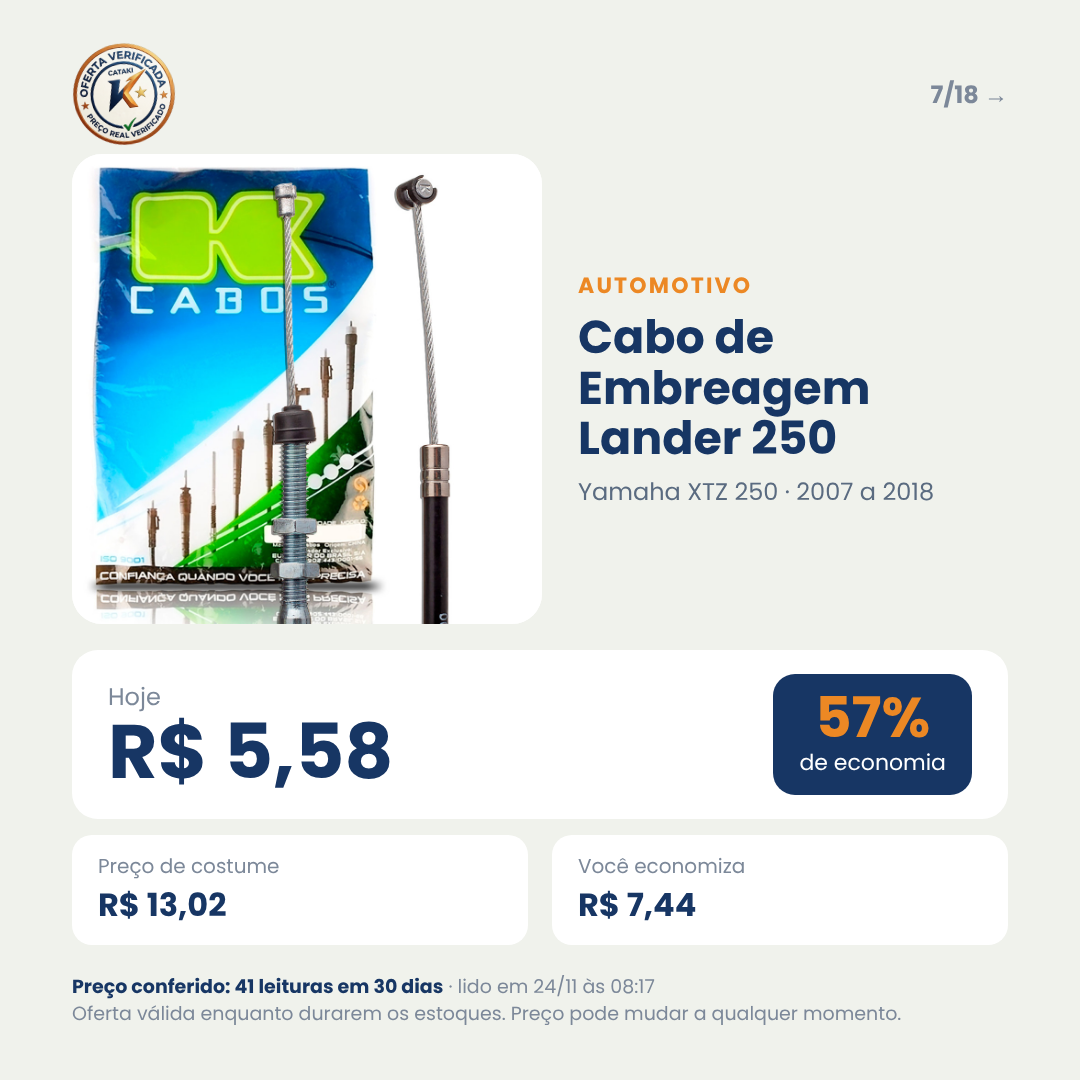 OFERTA VERIFICADA
CATAKI
K
PREÇO REAL VERIFICADO
7/18 →
K
CABOS
ISO 9001
CONFIANÇA QUANDO VOCÊ PRECISA
AUTOMOTIVO
Cabo de
Embreagem
Lander 250
Yamaha XTZ 250 · 2007 a 2018
Hoje
R$ 5,58
57%
de economia
Preço de costume
R$ 13,02
Você economiza
R$ 7,44
Preço conferido: 41 leituras em 30 dias · lido em 24/11 às 08:17
Oferta válida enquanto durarem os estoques. Preço pode mudar a qualquer momento.